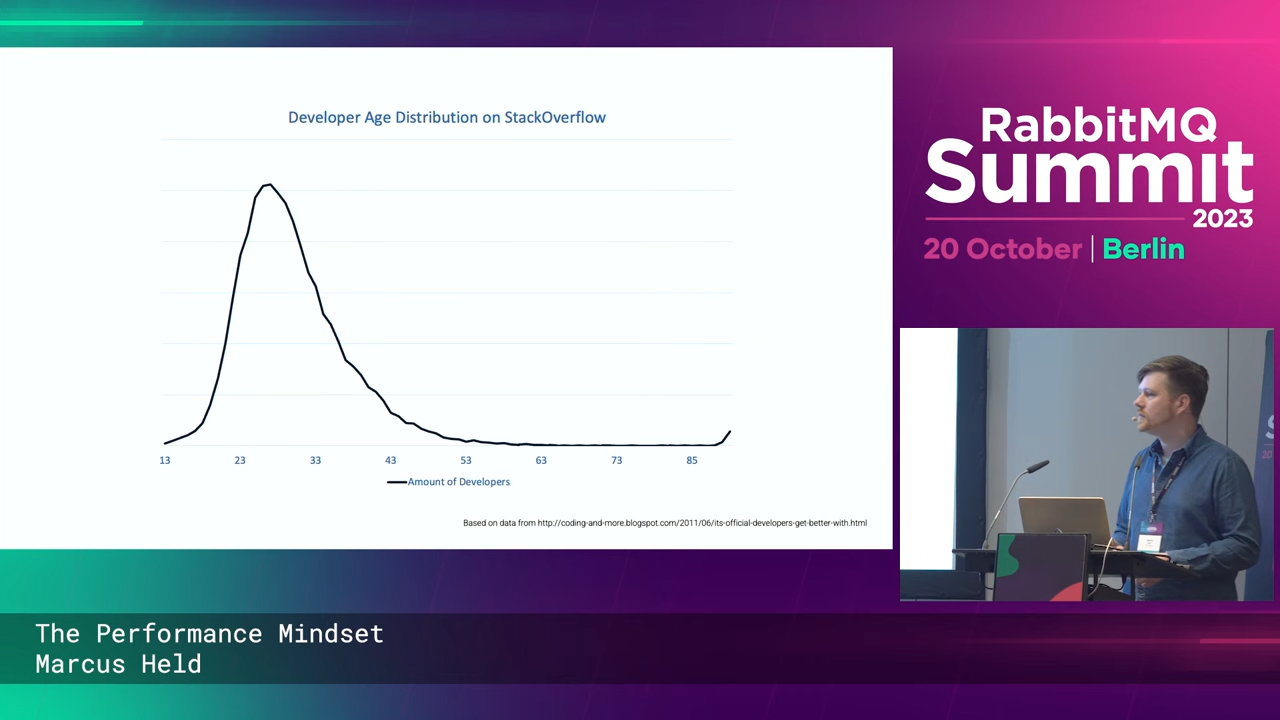 Developer Age Distribution on StackOverflow
13 23 33 43 53 63 73 85
Amount of Developers
Based on data from http://coding-and-more.blogspot.com/2011/06/its-official-developers-get-better-with.html
RabbitMQ
Summit
2023
20 October | Berlin
The Performance Mindset
Marcus Held